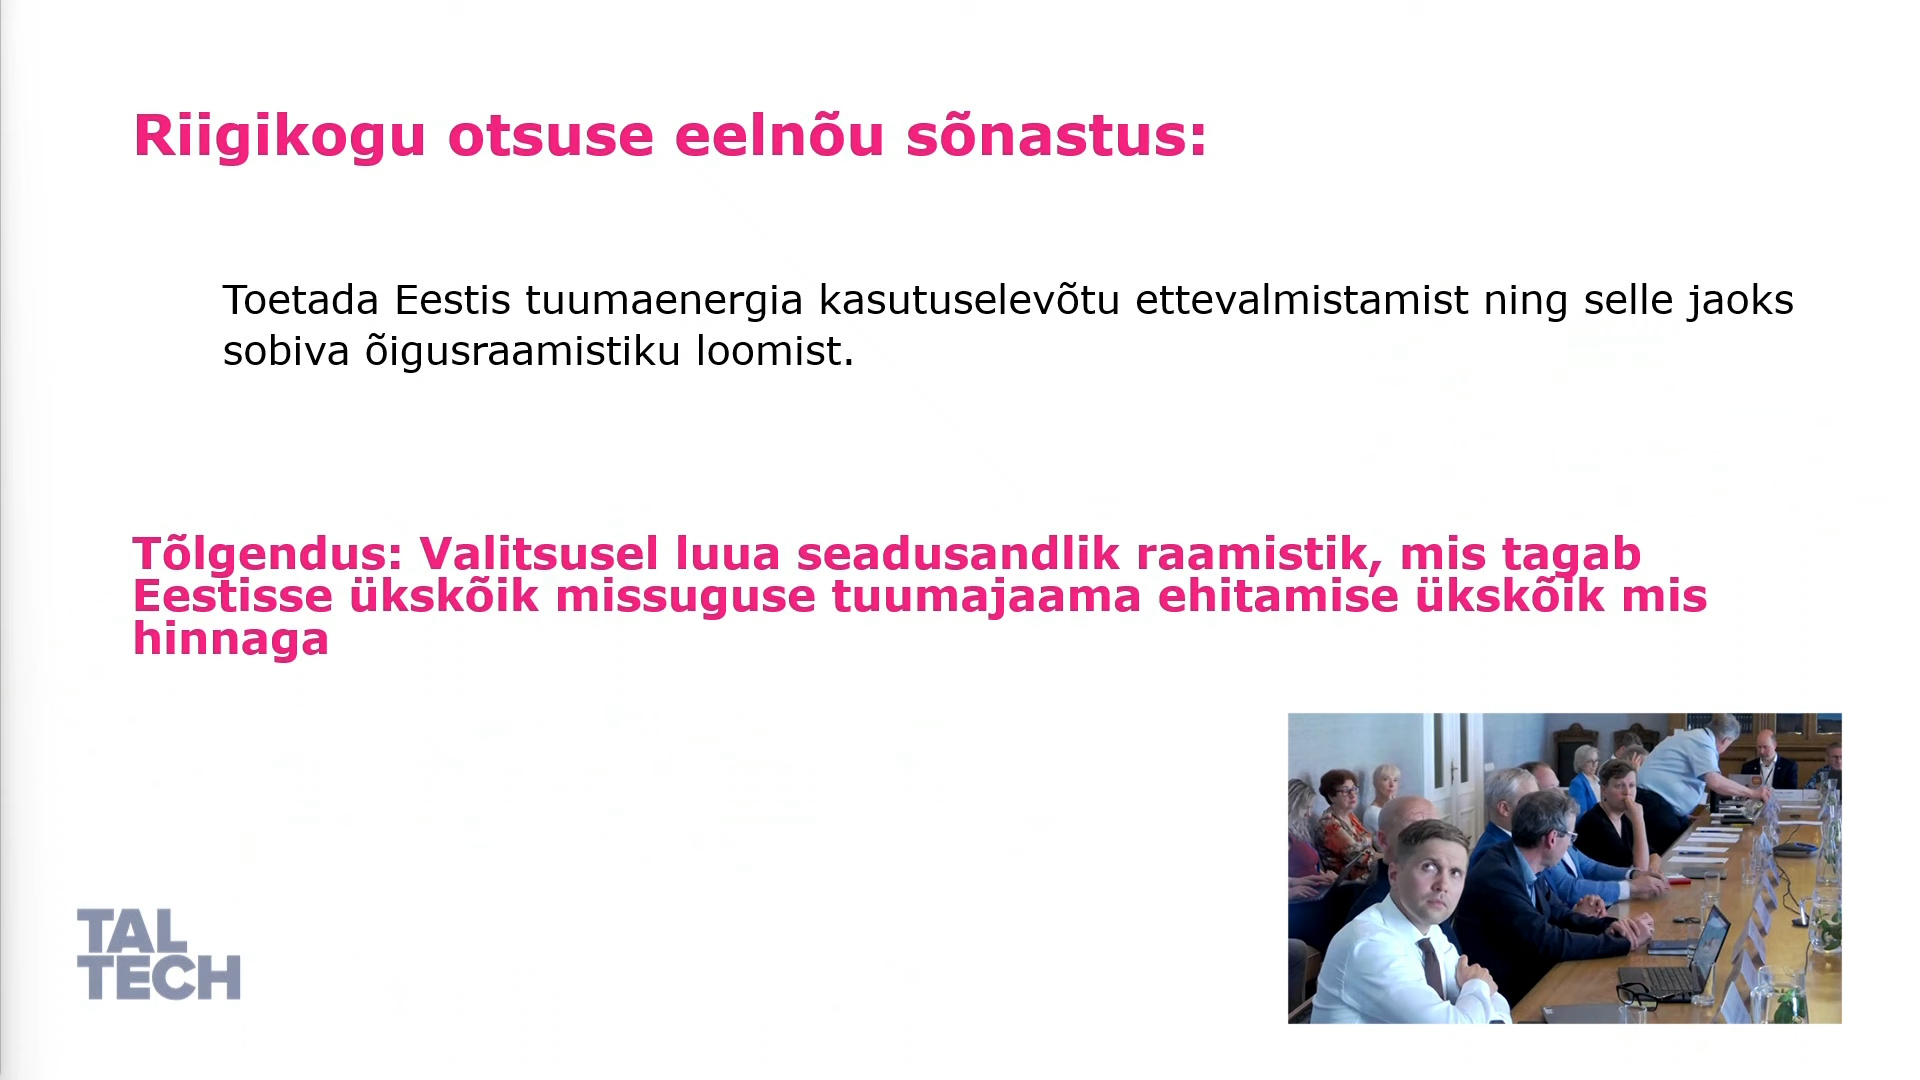 Riigikogu otsuse eelnõu sõnastus:
Toetada Eestis tuumaenergia kasutuselevõtu ettevalmistamist ning selle jaoks
sobiva õigusraamistiku loomist.
Tõlgendus: Valitsusel luua seadusandlik raamistik, mis tagab
Eestisse ükskõik missuguse tuumajaama ehitamise ükskõik mis
hinnaga
TAL
TECH